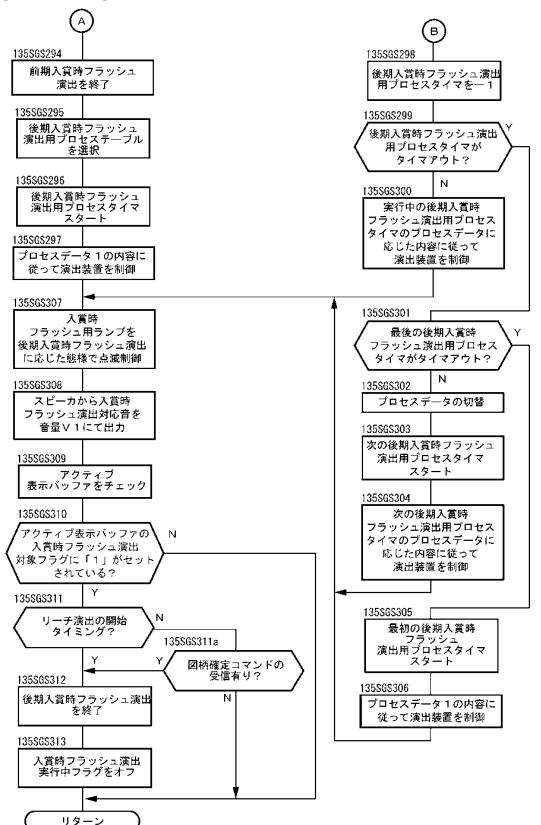 A
135SGS294
前期入賞時フラッシュ
演出を終了
135SGS295
後期入賞時フラッシュ
演出用プロセステーブル
を選択
135SGS296
後期入賞時フラッシュ
演出用プロセスタイマ
スタート
135SGS297
プロセスデータ1の内容に
従って演出装置を制御
135SGS307
入賞時
フラッシュ用ランプを
後期入賞時フラッシュ演出
に応じた態様で点滅制御
135SGS308
スピーカから入賞時
フラッシュ演出対応音を
音量V1にて出力
135SGS309
アクティブ
表示バッファをチェック
135SGS310
アクティブ表示バッファの
入賞時フラッシュ演出
対象フラグに「1」がセット
されている?
N
Y
135SGS311
リーチ演出の開始
タイミング?
N
Y
135SGS311a
図柄確定コマンドの
受信有り?
Y
N
135SGS312
後期入賞時フラッシュ演出
を終了
135SGS313
入賞時フラッシュ演出
実行中フラグをオフ
リターン
B
135SGS298
後期入賞時フラッシュ演出
用プロセスタイマを－1
135SGS299
後期入賞時フラッシュ演出
用プロセスタイマが
タイマアウト?
Y
N
135SGS300
実行中の後期入賞時
フラッシュ演出用プロセス
タイマのプロセスデータに
応じた内容に従って
演出装置を制御
135SGS301
最後の後期入賞時
フラッシュ演出用プロセス
タイマがタイマアウト?
Y
N
135SGS302
プロセスデータの切替
135SGS303
次の後期入賞時フラッシュ
演出用プロセスタイマ
スタート
135SGS304
次の後期入賞時
フラッシュ演出用プロセス
タイマのプロセスデータに
応じた内容に従って
演出装置を制御
135SGS305
最初の後期入賞時
フラッシュ
演出用プロセスタイマ
スタート
135SGS306
プロセスデータ1の内容に
従って演出装置を制御